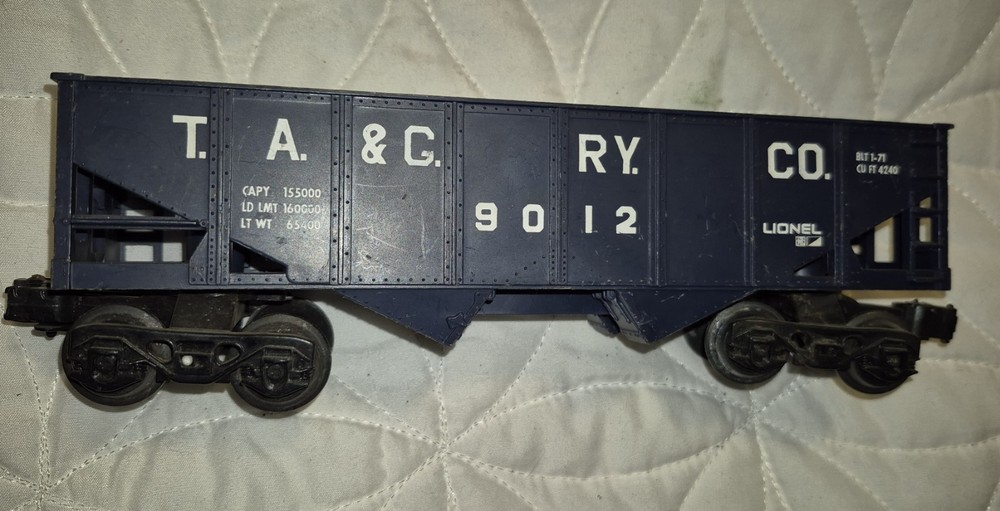 T. A. & G. RY. CO.
BLT 1-71
CU FT 4240
CAPY 155000
LD LMT 160000
LT WT 65400
9012
LIONEL